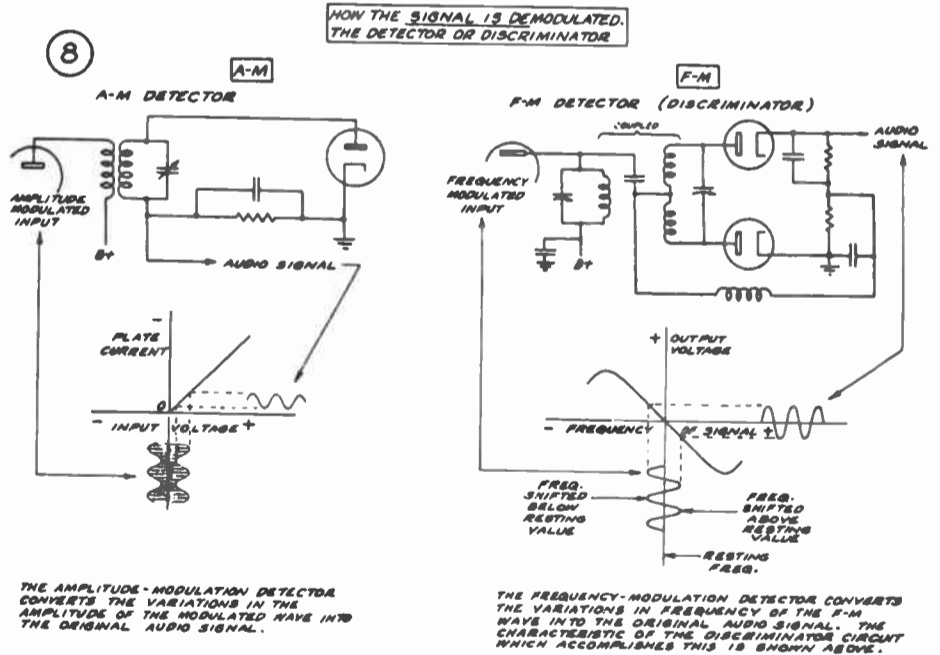 HOW THE SIGNAL IS DEMODULATED.
THE DETECTOR OR DISCRIMINATOR
8
A-M
A-M DETECTOR
AMPLITUDE
MODULATED
INPUT
B+
AUDIO SIGNAL
-
PLATE
CURRENT
0
- INPUT VOLTAGE +
THE AMPLITUDE-MODULATION DETECTOR
CONVERTS THE VARIATIONS IN THE
AMPLITUDE OF THE MODULATED WAVE INTO
THE ORIGINAL AUDIO SIGNAL.
F-M
F-M DETECTOR (DISCRIMINATOR)
COUPLED
AUDIO
SIGNAL
FREQUENCY
MODULATED
INPUT
B+
+ OUTPUT
VOLTAGE
- FREQUENCY OF SIGNAL +
FREQ.
SHIFTED
BELOW
RESTING
VALUE
FREQ.
SHIFTED
ABOVE
RESTING
VALUE
RESTING
FREQ.
THE FREQUENCY-MODULATION DETECTOR CONVERTS
THE VARIATIONS IN FREQUENCY OF THE F-M
WAVE INTO THE ORIGINAL AUDIO SIGNAL. THE
CHARACTERISTIC OF THE DISCRIMINATOR CIRCUIT
WHICH ACCOMPLISHES THIS IS SHOWN ABOVE.